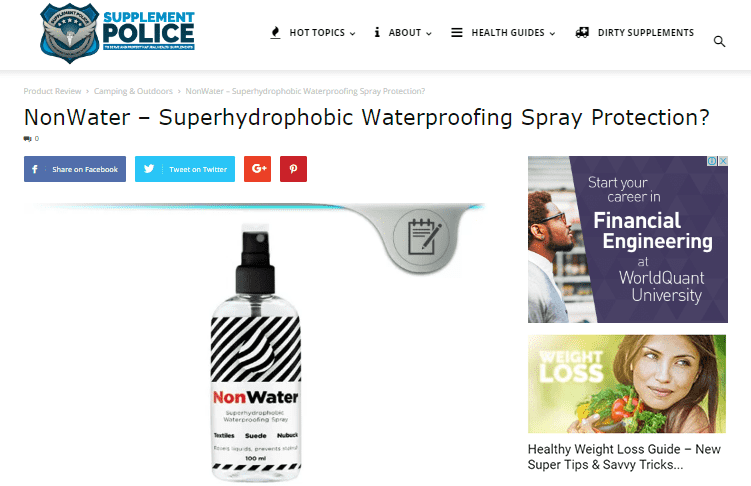 SUPPLEMENT
POLICE
HOT TOPICS
ABOUT
HEALTH GUIDES
DIRTY SUPPLEMENTS
Product Review › Camping & Outdoors › NonWater – Superhydrophobic Waterproofing Spray Protection?
NonWater – Superhydrophobic Waterproofing Spray Protection?
0
f Share on Facebook
Tweet on Twitter
G+
Start your
career in
Financial
Engineering
at
WorldQuant
University
NonWater
Superhydrophobic
Waterproofing Spray
Textiles Suede Nubuck
liquids, prevents
100 ml
WEIGHT
LOSS
Healthy Weight Loss Guide – New
Super Tips & Savvy Tricks...